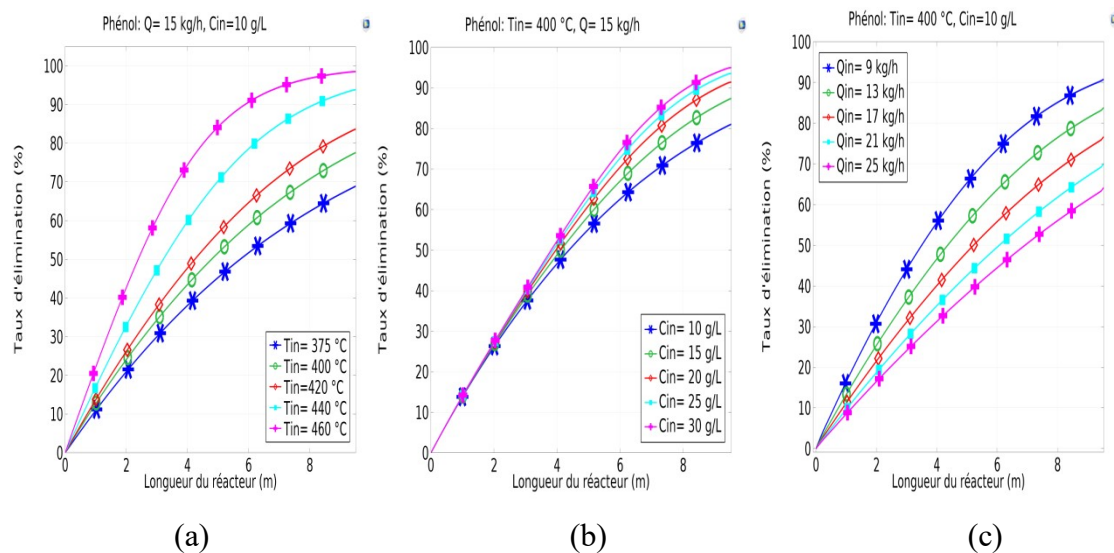 Phénol: Q= 15 kg/h, Cin=10 g/L
Taux d'élimination (%)
100
90
80
70
60
50
40
30
20
10
0
Tin= 375 °C
Tin= 400 °C
Tin=420 °C
Tin= 440 °C
Tin= 460 °C
0 2 4 6 8
Longueur du réacteur (m)
(a)
Phénol: Tin= 400 °C, Q= 15 kg/h
Taux d'élimination (%)
100
90
80
70
60
50
40
30
20
10
0
Cin= 10 g/L
Cin= 15 g/L
Cin= 20 g/L
Cin= 25 g/L
Cin= 30 g/L
0 2 4 6 8
Longueur du réacteur (m)
(b)
Phénol: Tin= 400 °C, Cin=10 g/L
Taux d'élimination (%)
100
90
80
70
60
50
40
30
20
10
0
Qin= 9 kg/h
Qin= 13 kg/h
Qin= 17 kg/h
Qin= 21 kg/h
Qin= 25 kg/h
0 2 4 6 8
Longueur du réacteur (m)
(c)